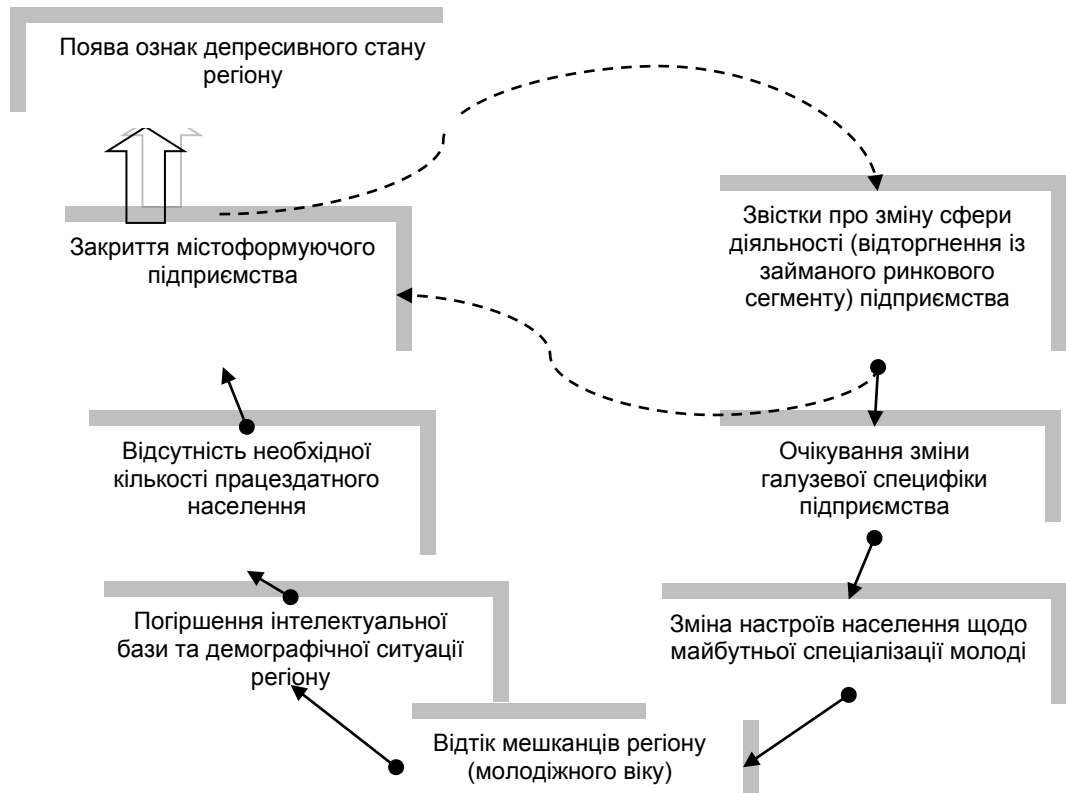 Поява ознак депресивного стану
регіону
Закриття містоформуючого
підприємства
Звістки про зміну сфери
діяльності (відторгнення із
займаного ринкового
сегменту) підприємства
Відсутність необхідної
кількості працездатного
населення
Очікування зміни
галузевої специфіки
підприємства
Погіршення інтелектуальної
бази та демографічної ситуації
регіону
Зміна настроїв населення щодо
майбутньої спеціалізації молоді
Відтік мешканців регіону
(молодіжного віку)